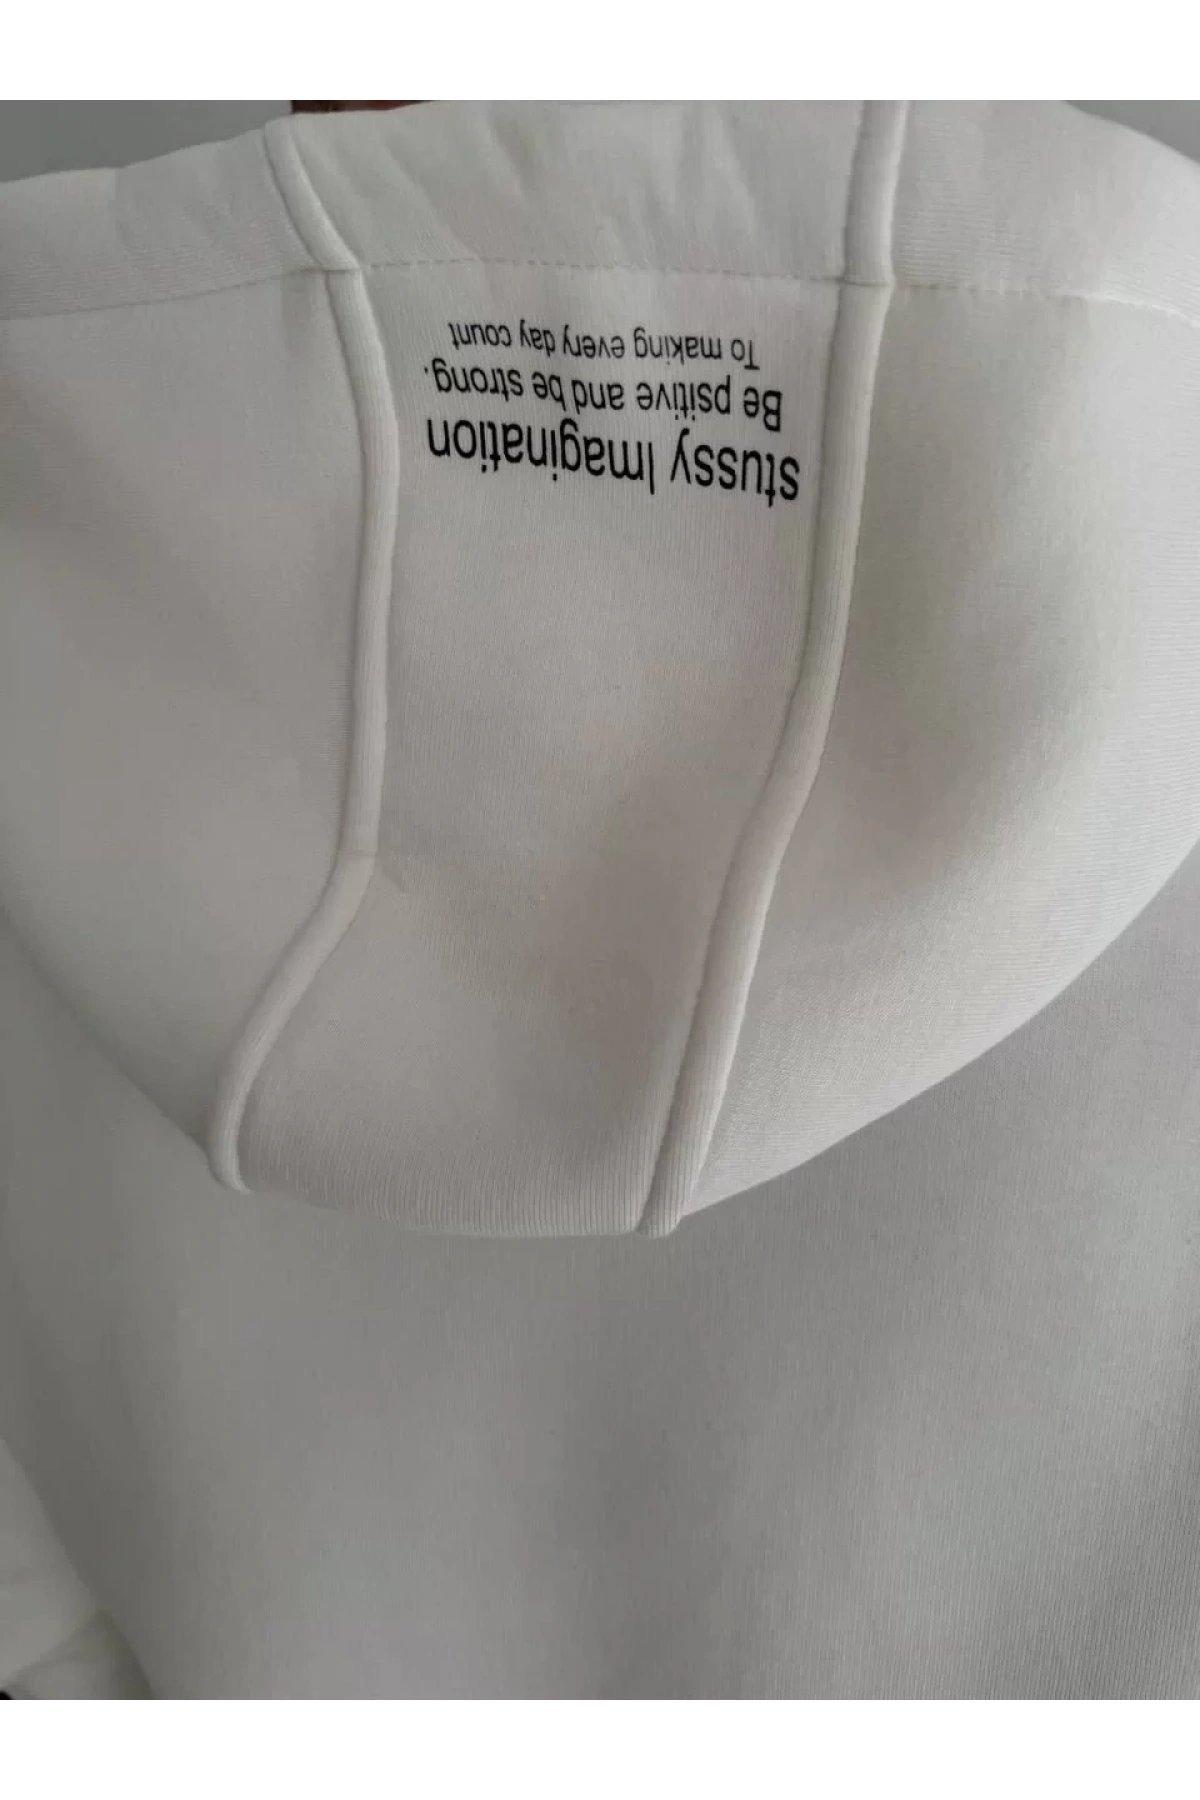 stussy Imagination
Be psitive and be strong.
To making every day count